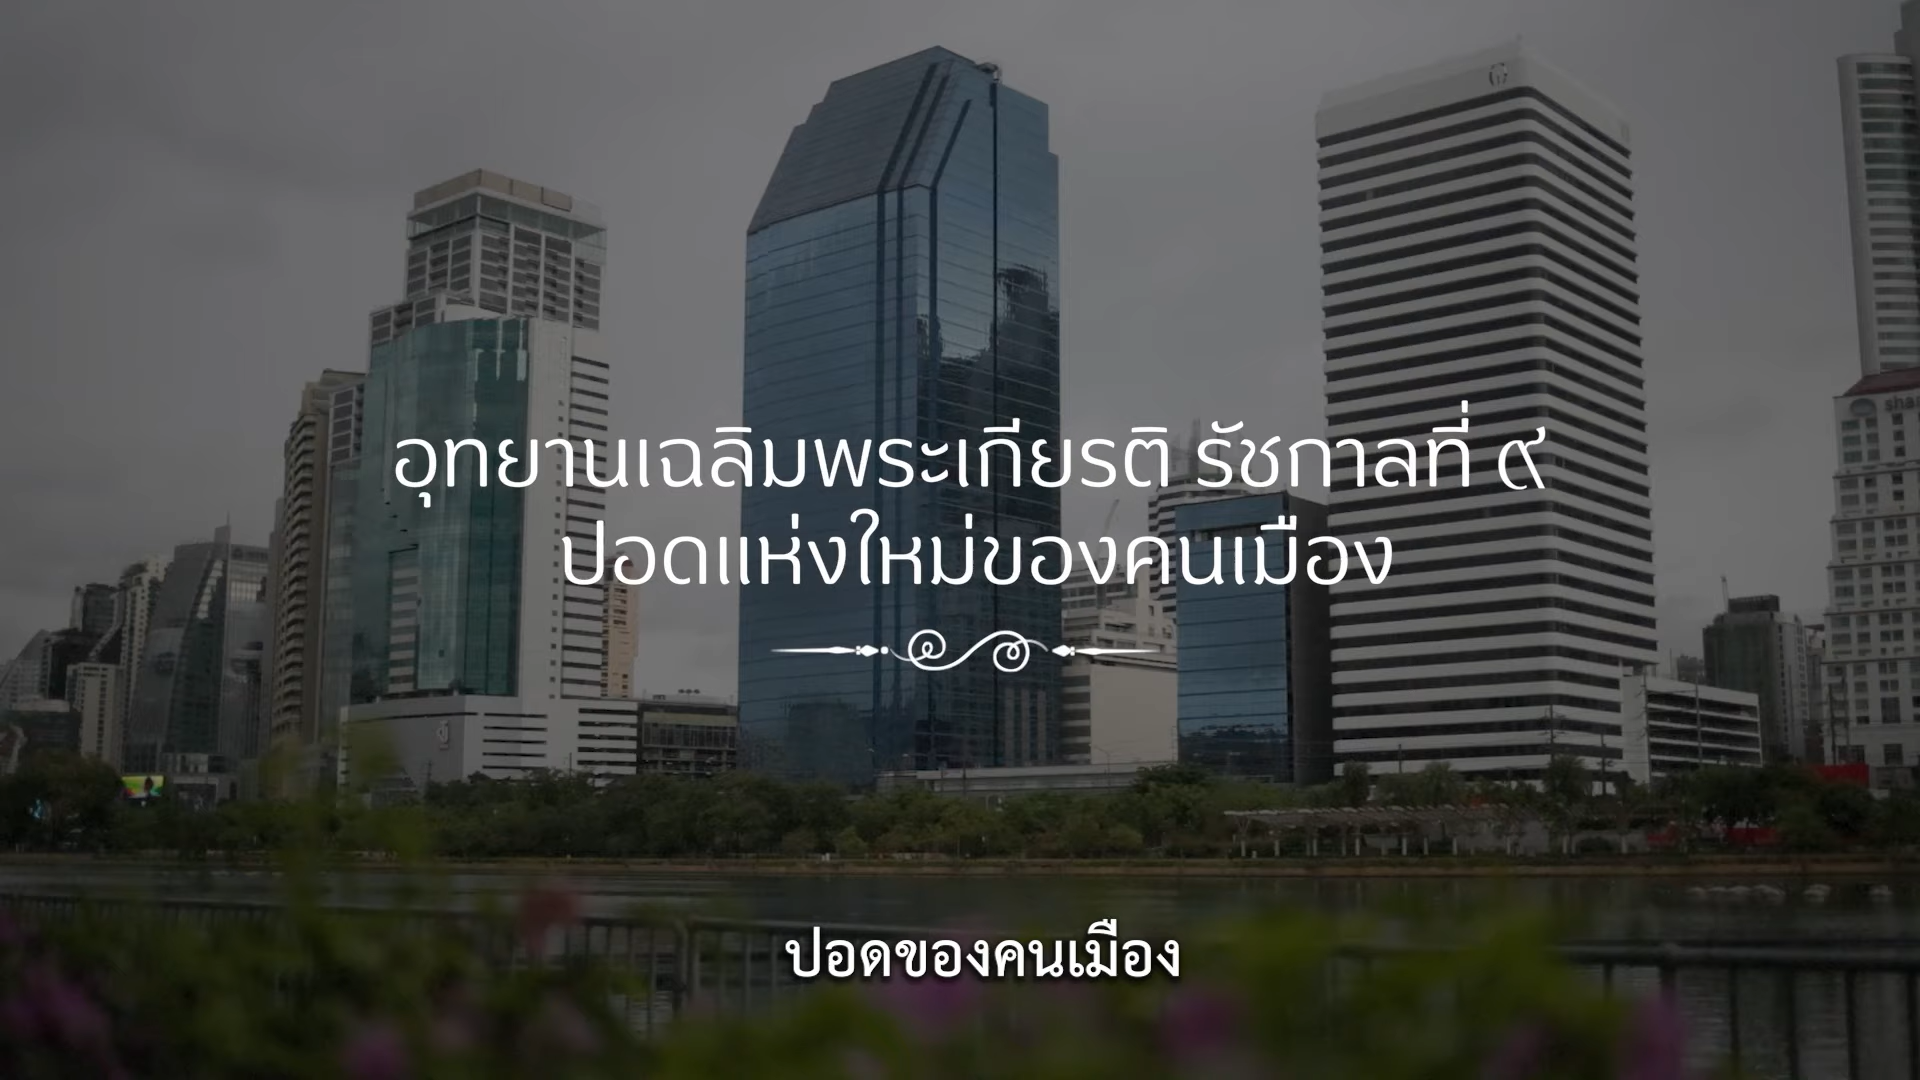 อุทยานเฉลิมพระเกียรติ รัชกาลที่ ๙
ปอดแห่งใหม่ของคนเมือง
ปอดของคนเมือง